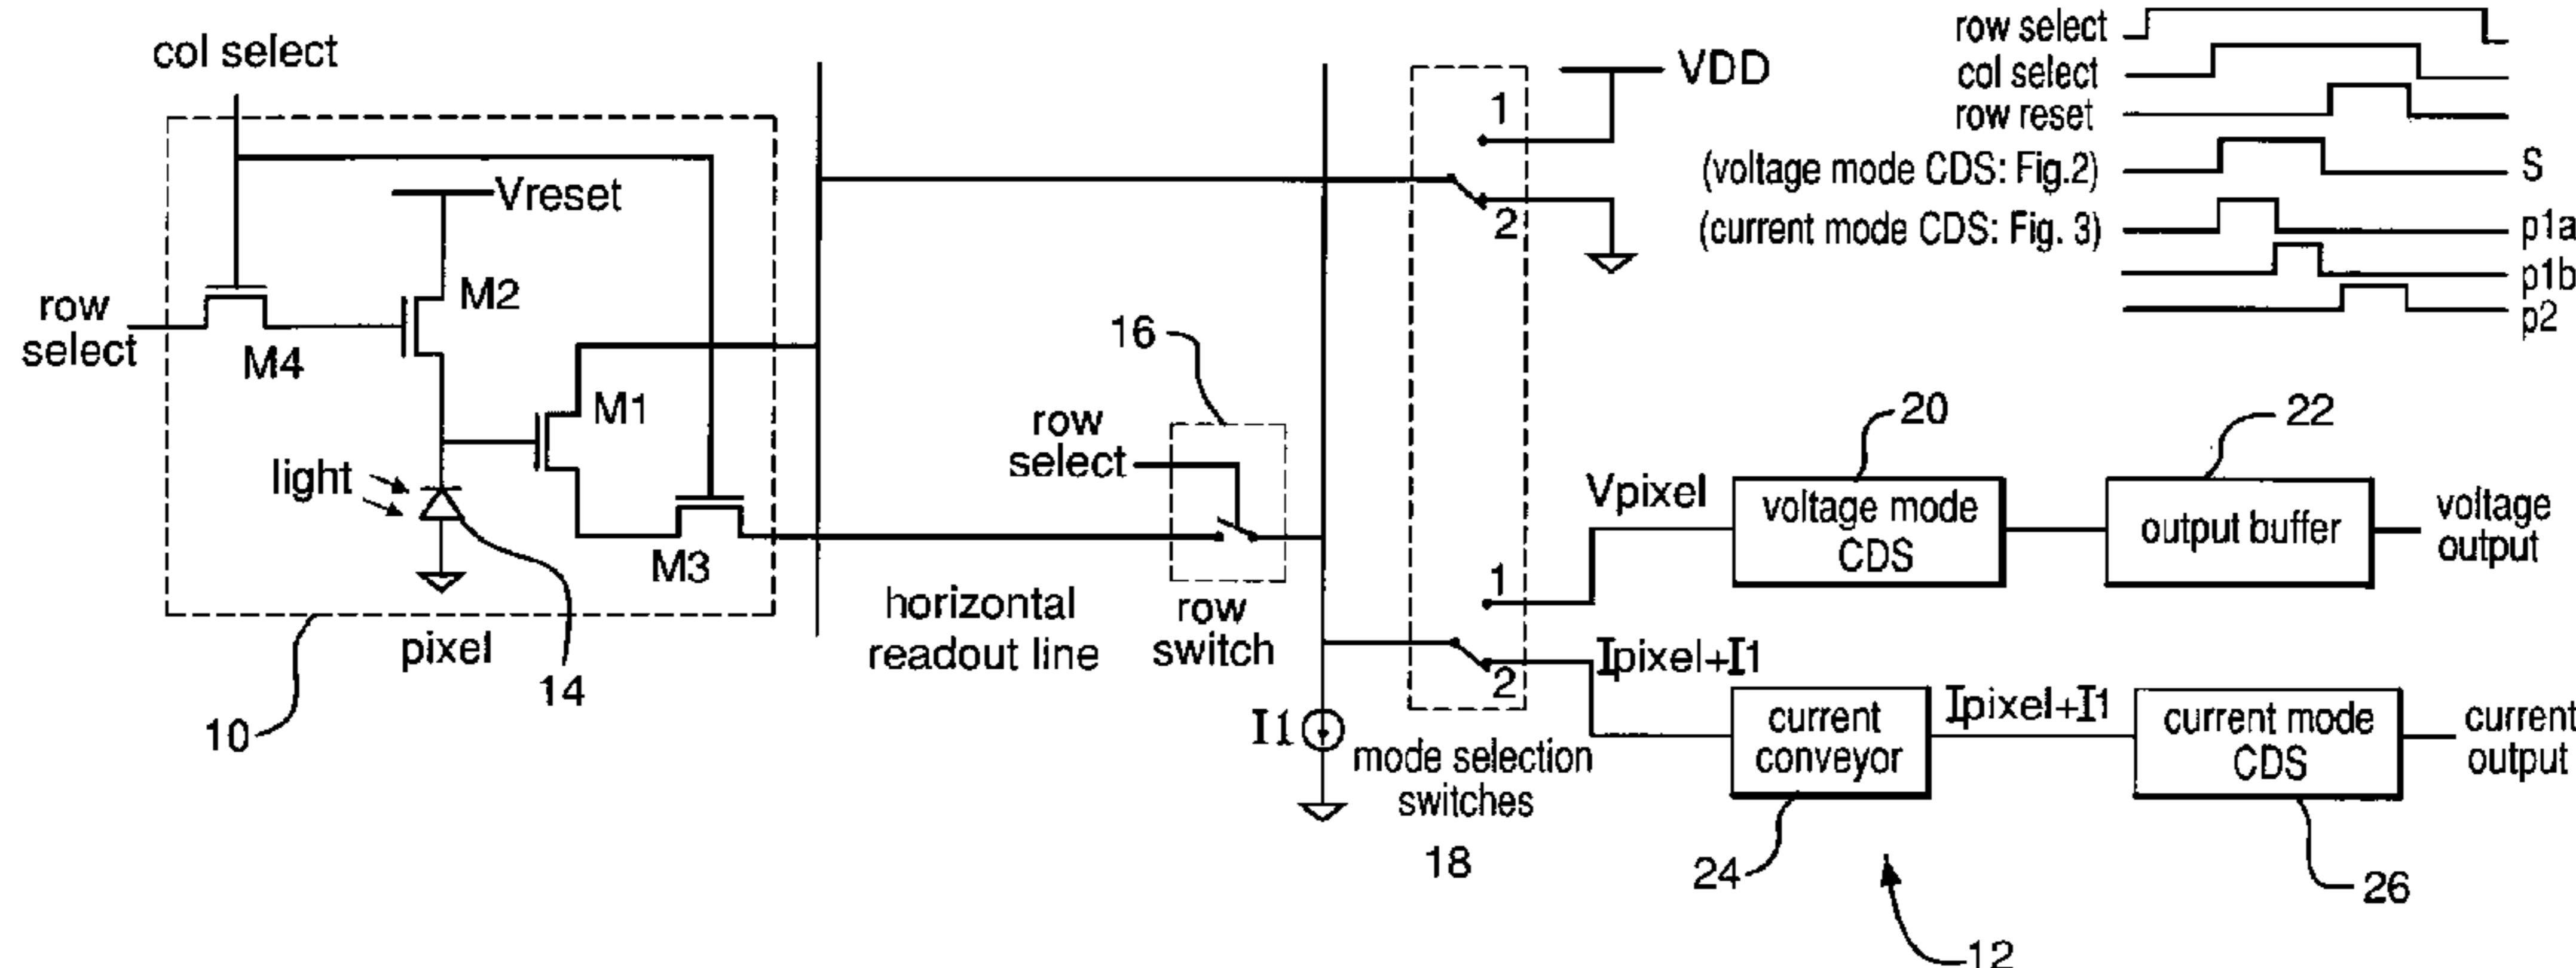 col select
Vreset
M2
row
select
M4
M1
light
M3
pixel
14
10
horizontal
readout line
16
row
select
row
switch
I1
1
VDD
2
1
2
mode selection
switches
18
row select
col select
row reset
(voltage mode CDS: Fig.2)
S
(current mode CDS: Fig. 3)
p1a
p1b
p2
20
22
Vpixel
voltage mode
CDS
output buffer
voltage
output
Ipixel+I1
current
conveyor
Ipixel+I1
current mode
CDS
current
output
24
26
12